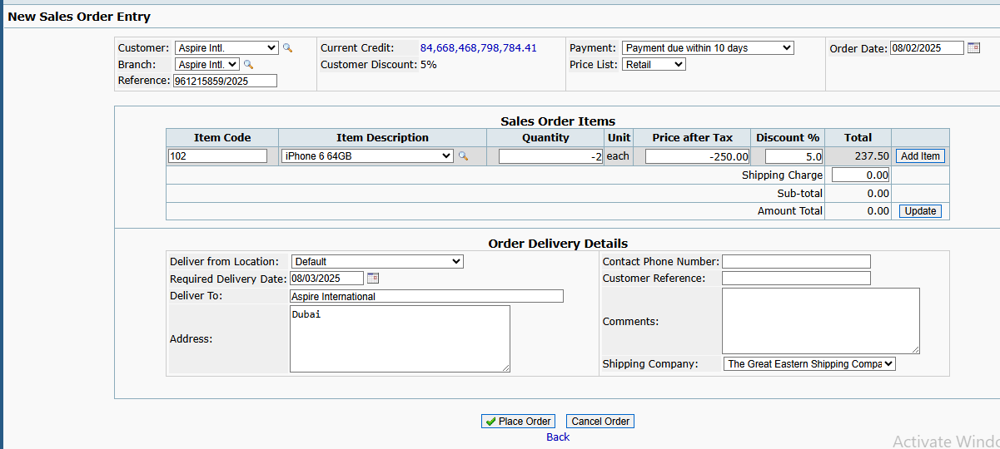 New Sales Order Entry
Customer: Aspire Intl. Current Credit: 84,668,468,798,784.41 Payment: Payment due within 10 days Order Date: 08/02/2025
Branch: Aspire Intl. Customer Discount: 5% Price List: Retail
Reference: 961215859/2025
Sales Order Items
Item Code Item Description Quantity Unit Price after Tax Discount % Total
102 iPhone 6 64GB -2 each -250.00 5.0 237.50 Add Item
Shipping Charge 0.00
Sub-total 0.00
Amount Total 0.00 Update
Order Delivery Details
Deliver from Location: Default Contact Phone Number:
Required Delivery Date: 08/03/2025 Customer Reference:
Deliver To: Aspire International
Address: Dubai
Comments:
Shipping Company: The Great Eastern Shipping Compa
Place Order Cancel Order
Back
Activate Windo